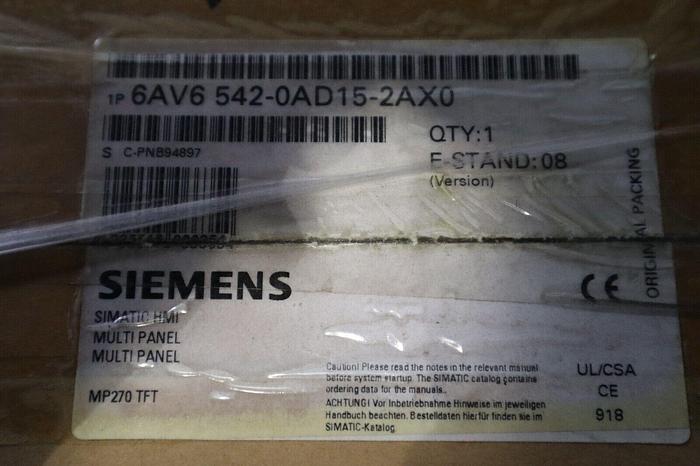 1P 6AV6 542-0AD15-2AX0
S C-PNB94897
QTY:1
E-STAND:08
(Version)
ORIGINAL PACKING
SIEMENS
CE
SIMATIC HMI
MULTI PANEL
MULTI PANEL
MP270 TFT
Caution! Please read the notes in the relevant manual
before system startup. The SIMATIC catalog contains
ordering data for the manuals..
ACHTUNG! Vor Inbetriebnahme Hinweise im jeweiligen
Handbuch beachten. Bestelldaten hierfür finden sie im
SIMATIC-Katalog
UL/CSA
CE
918